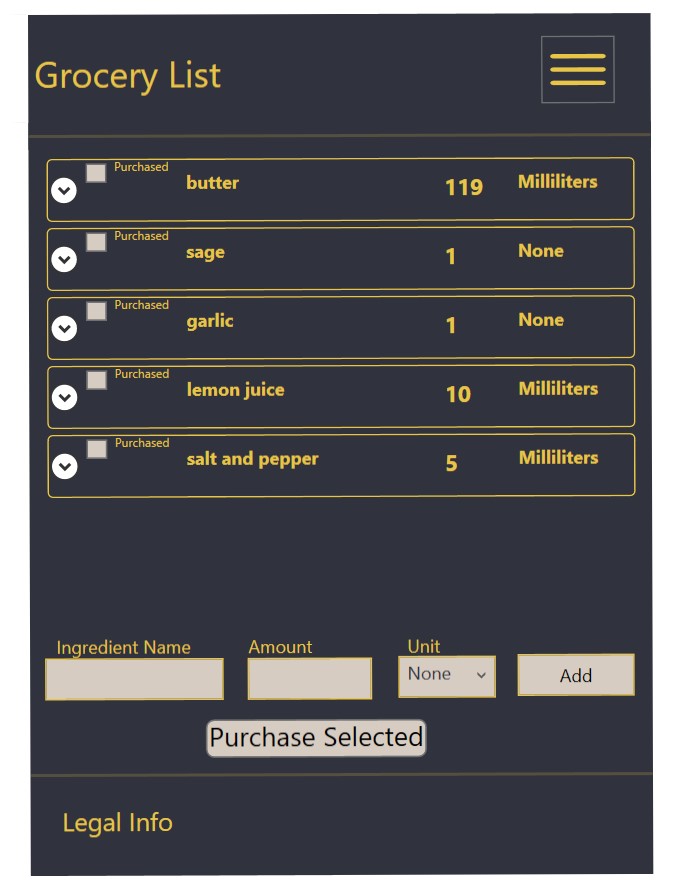 Grocery List
Purchased
butter 119 Milliliters
Purchased
sage 1 None
Purchased
garlic 1 None
Purchased
lemon juice 10 Milliliters
Purchased
salt and pepper 5 Milliliters
Ingredient Name Amount Unit
None Add
Purchase Selected
Legal Info